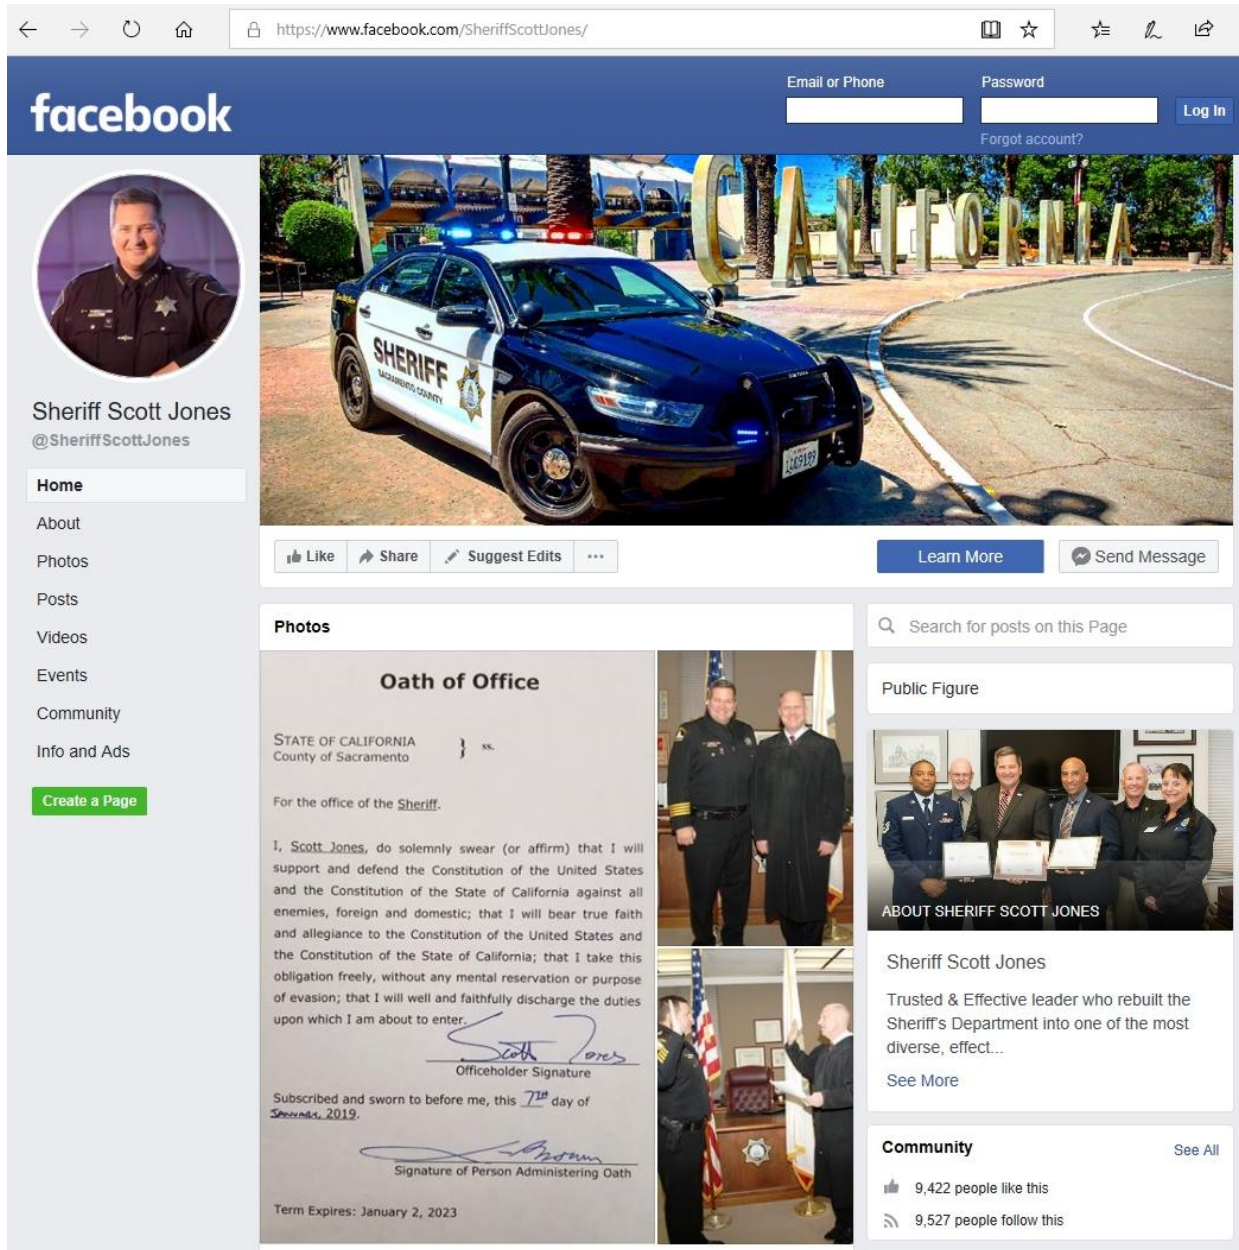 https://www.facebook.com/SheriffScottJones/
Email or Phone
Password
facebook
Log In
Forgot account?
CALIFORNIA
SHERIFF
SACRAMENTO COUNTY
Sheriff Scott Jones
@SheriffScottJones
Home
About
Photos
Posts
Videos
Events
Community
Info and Ads
Create a Page
Like
Share
Suggest Edits
...
Learn More
Send Message
Photos
Oath of Office
STATE OF CALIFORNIA } ss.
County of Sacramento
For the office of the Sheriff.
I, Scott Jones, do solemnly swear (or affirm) that I will
support and defend the Constitution of the United States
and the Constitution of the State of California against all
enemies, foreign and domestic; that I will bear true faith
and allegiance to the Constitution of the United States and
the Constitution of the State of California; that I take this
obligation freely, without any mental reservation or purpose
of evasion; that I will well and faithfully discharge the duties
upon which I am about to enter.
Scott Jones
Officeholder Signature
Subscribed and sworn to before me, this day of
January, 2019.
Signature of Person Administering Oath
Term Expires: January 2, 2023
Search for posts on this Page
Public Figure
ABOUT SHERIFF SCOTT JONES
Sheriff Scott Jones
Trusted & Effective leader who rebuilt the
Sheriff's Department into one of the most
diverse, effect...
See More
Community
See All
9,422 people like this
9,527 people follow this